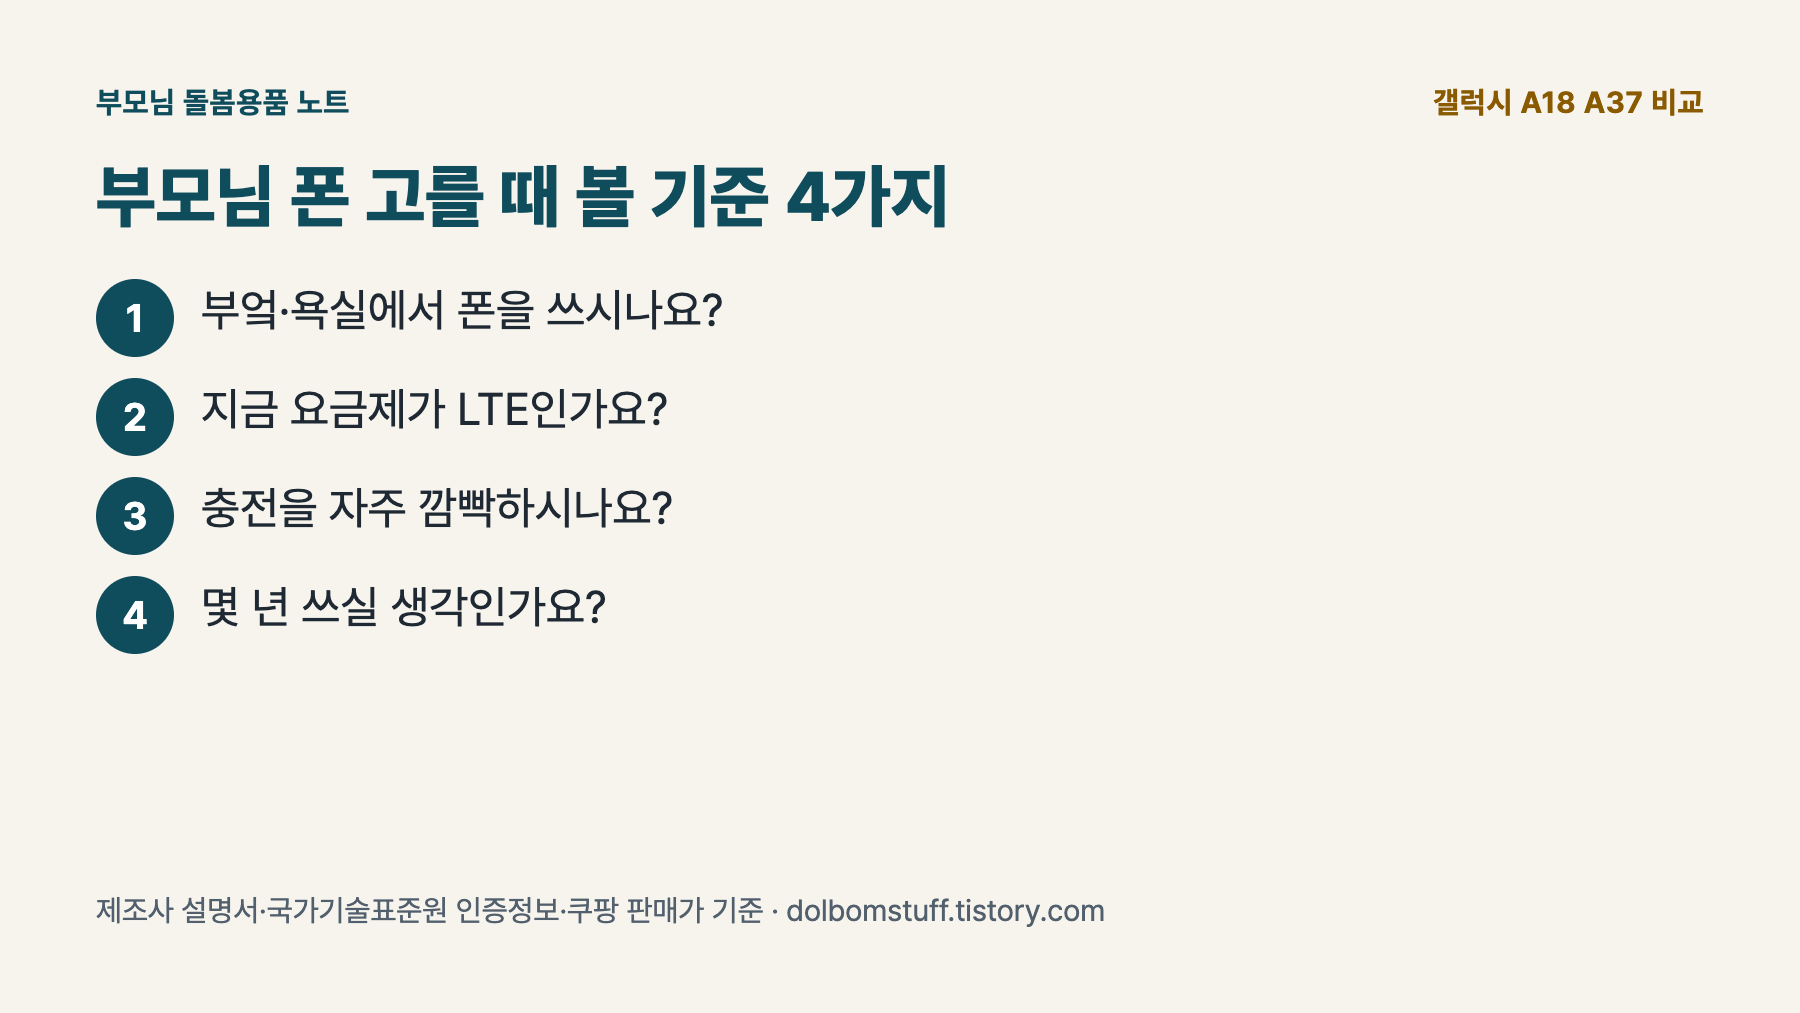 부모님 돌봄용품 노트
갤럭시 A18 A37 비교
부모님 폰 고를 때 볼 기준 4가지
1 부엌·욕실에서 폰을 쓰시나요?
2 지금 요금제가 LTE인가요?
3 충전을 자주 깜빡하시나요?
4 몇 년 쓰실 생각인가요?
제조사 설명서·국가기술표준원 인증정보·쿠팡 판매가 기준 · dolbomstuff.tistory.com